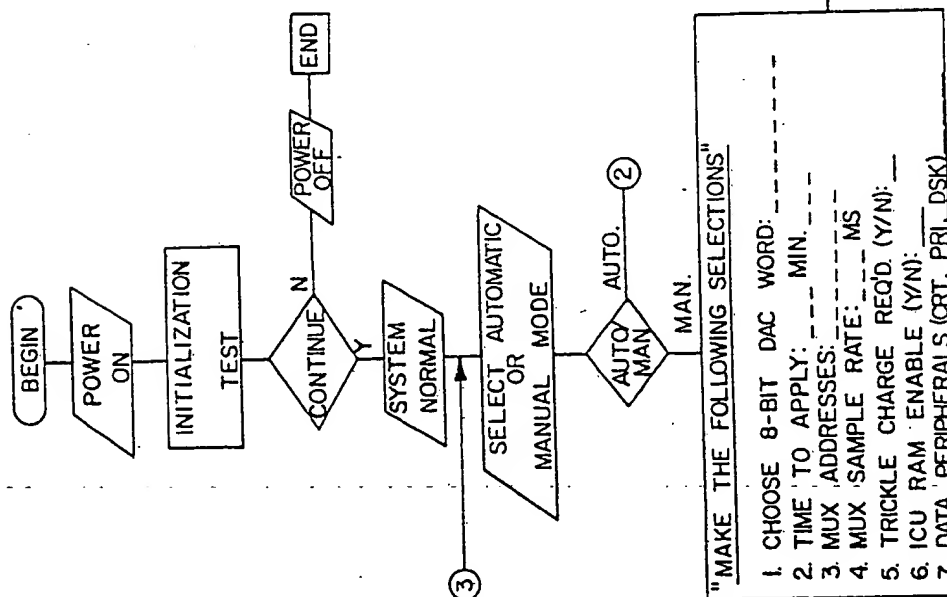 BEGIN
POWER
ON
INITIALIZATION
TEST
CONTINUE
N
POWER
OFF
END
Y
SYSTEM
NORMAL
3
SELECT AUTOMATIC
OR
MANUAL MODE
AUTO/
MAN
AUTO.
2
MAN.
"MAKE THE FOLLOWING SELECTIONS"
1. CHOOSE 8-BIT DAC WORD: _ _ _ _ _ _ _ _
2. TIME TO APPLY: _ _ _ MIN. _ _ _
3. MUX ADDRESSES: _ _ _ _ _ _ _ _
4. MUX SAMPLE RATE: _ _ _ MS
5. TRICKLE CHARGE REQ'D. (Y/N): _
6. ICU RAM ENABLE (Y/N): _
7. DATA PERIPHERALS (CRT, PRI, DSK)